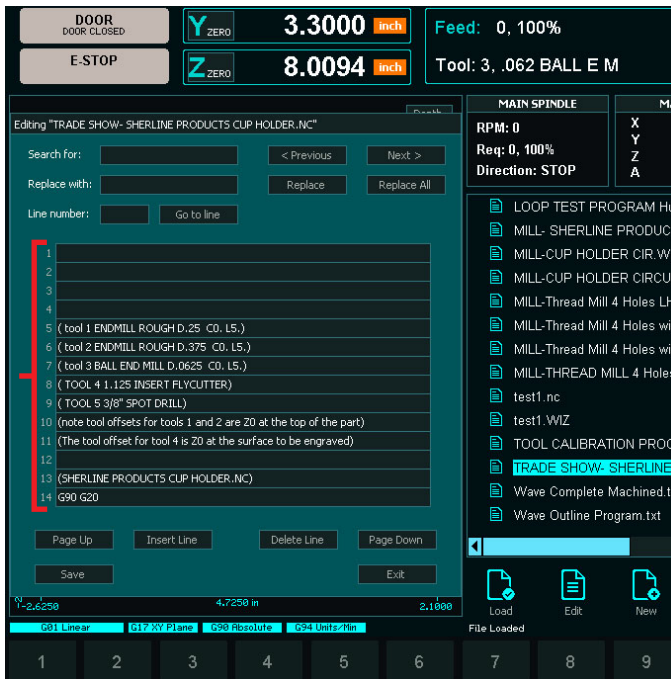 DOOR
DOOR CLOSED
E-STOP
Y ZERO 3.3000 inch
Z ZERO 8.0094 inch
Feed: 0, 100%
Tool: 3, .062 BALL E M
MAIN SPINDLE
RPM: 0
Req: 0, 100%
Direction: STOP
X
Y
Z
A
Editing "TRADE SHOW- SHERLINE PRODUCTS CUP HOLDER.NC"
Search for: < Previous Next >
Replace with: Replace Replace All
Line number: Go to line
1
2
3
4
5 ( tool 1 ENDMILL ROUGH D.25 C0. L5.)
6 ( tool 2 ENDMILL ROUGH D.375 C0. L5.)
7 ( tool 3 BALL END MILL D.0625 C0. L5.)
8 ( TOOL 4 1.125 INSERT FLYCUTTER)
9 ( TOOL 5 3/8" SPOT DRILL)
10 (note tool offsets for tools 1 and 2 are Z0 at the top of the part)
11 (The tool offset for tool 4 is Z0 at the surface to be engraved)
12
13 (SHERLINE PRODUCTS CUP HOLDER.NC)
14 G90 G20
Page Up Insert Line Delete Line Page Down
Save Exit
-2.6250 4.7250 in 2.1000
G01 Linear G17 XY Plane G90 Absolute G94 Units/Min
LOOP TEST PROGRAM
MILL- SHERLINE PRODUC
MILL-CUP HOLDER CIR.W
MILL-CUP HOLDER CIRCU
MILL-Thread Mill 4 Holes LH
MILL-Thread Mill 4 Holes wi
MILL-Thread Mill 4 Holes wi
MILL-THREAD MILL 4 Holes
test1.nc
test1.WIZ
TOOL CALIBRATION PROG
TRADE SHOW- SHERLINE
Wave Complete Machined.t
Wave Outline Program.txt
Load Edit New
File Loaded
1 2 3 4 5 6 7 8 9